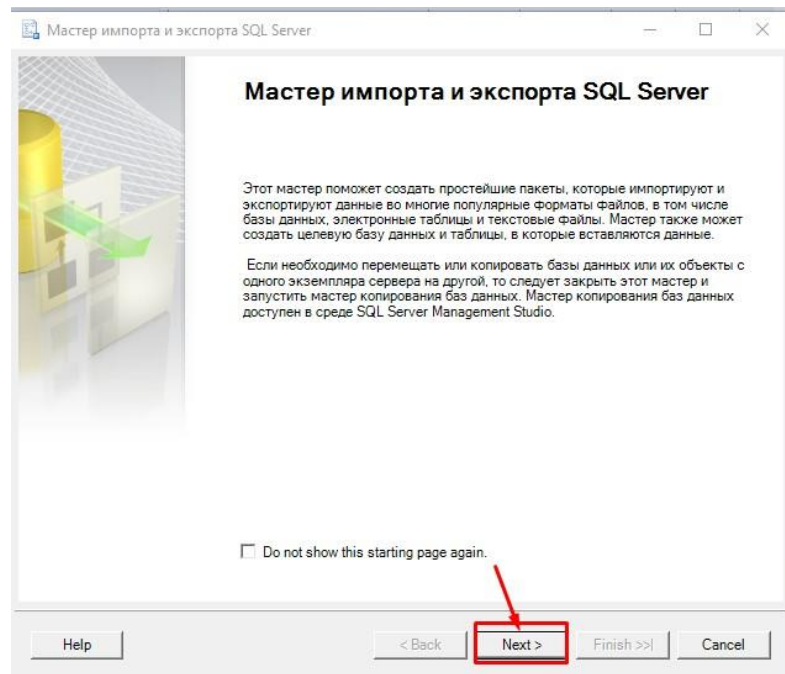 Мастер импорта и экспорта SQL Server
Мастер импорта и экспорта SQL Server
Этот мастер поможет создать простейшие пакеты, которые импортируют и
экспортируют данные во многие популярные форматы файлов, в том числе
базы данных, электронные таблицы и текстовые файлы. Мастер также может
создать целевую базу данных и таблицы, в которые вставляются данные.
Если необходимо перемещать или копировать базы данных или их объекты с
одного экземпляра сервера на другой, то следует закрыть этот мастер и
запустить мастер копирования баз данных. Мастер копирования баз данных
доступен в среде SQL Server Management Studio.
Do not show this starting page again.
Help
< Back
Next >
Finish >>|
Cancel